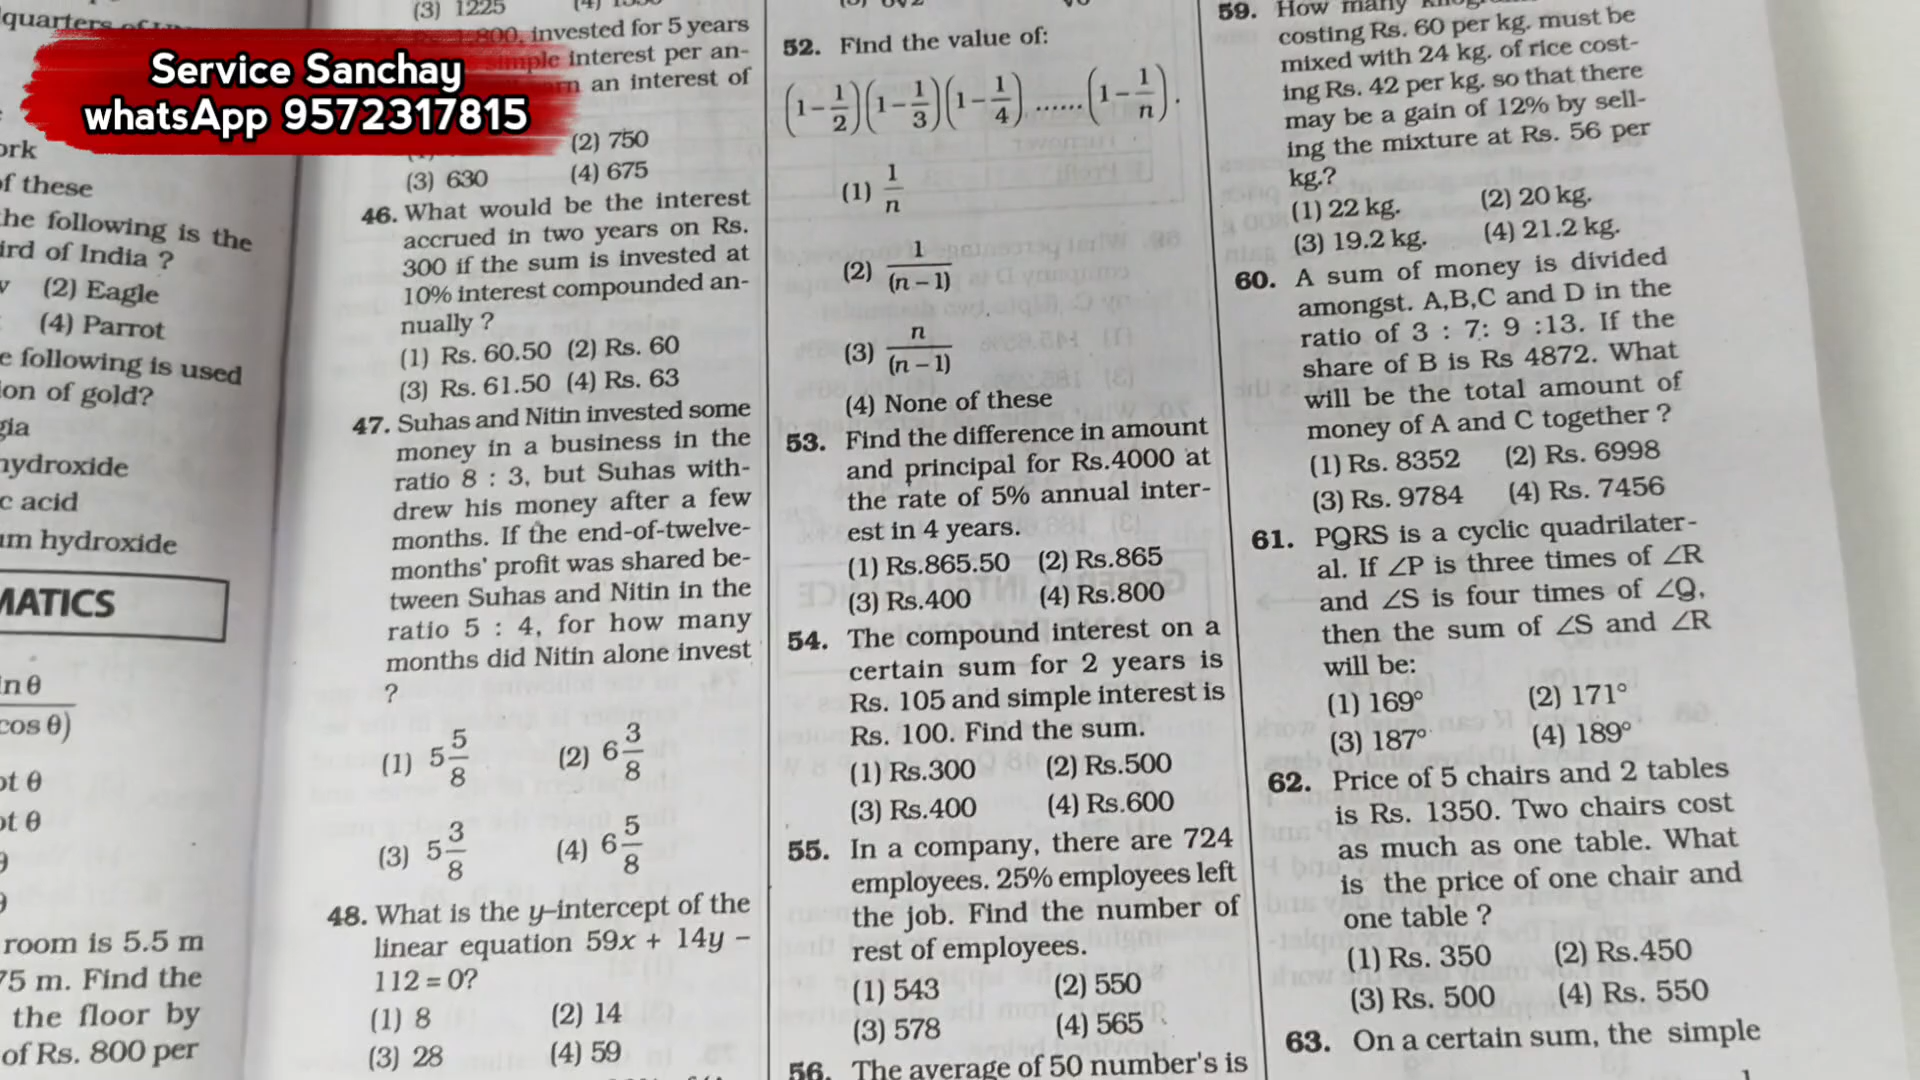 quarters
Service Sanchay
whatsApp 9572317815
ork
of these
he following is the
ird of India ?
(2) Eagle
(4) Parrot
e following is used
ion of gold?
gia
hydroxide
c acid
um hydroxide
MATICS
in θ
cos θ)
ot θ
ot θ
room is 5.5 m
75 m. Find the
the floor by
of Rs. 800 per
(3) 1225
800, invested for 5 years
simple interest per an-
an interest of
(2) 750
(3) 630 (4) 675
46. What would be the interest
accrued in two years on Rs.
300 if the sum is invested at
10% interest compounded an-
nually ?
(1) Rs. 60.50 (2) Rs. 60
(3) Rs. 61.50 (4) Rs. 63
47. Suhas and Nitin invested some
money in a business in the
ratio 8 : 3, but Suhas with-
drew his money after a few
months. If the end-of-twelve-
months' profit was shared be-
tween Suhas and Nitin in the
ratio 5 : 4, for how many
months did Nitin alone invest
?
(1) 5 5/8 (2) 6 3/8
(3) 5 3/8 (4) 6 5/8
48. What is the y-intercept of the
linear equation 59x + 14y –
112 = 0?
(1) 8 (2) 14
(3) 28 (4) 59
52. Find the value of:
(1 – 1/2)(1 – 1/3)(1 – 1/4) ...... (1 – 1/n).
(1) 1/n
(2) 1/(n – 1)
(3) n/(n – 1)
(4) None of these
53. Find the difference in amount
and principal for Rs.4000 at
the rate of 5% annual inter-
est in 4 years.
(1) Rs.865.50 (2) Rs.865
(3) Rs.400 (4) Rs.800
54. The compound interest on a
certain sum for 2 years is
Rs. 105 and simple interest is
Rs. 100. Find the sum.
(1) Rs.300 (2) Rs.500
(3) Rs.400 (4) Rs.600
55. In a company, there are 724
employees. 25% employees left
the job. Find the number of
rest of employees.
(1) 543 (2) 550
(3) 578 (4) 565
56. The average of 50 number's is
59. How many
costing Rs. 60 per kg. must be
mixed with 24 kg. of rice cost-
ing Rs. 42 per kg. so that there
may be a gain of 12% by sell-
ing the mixture at Rs. 56 per
kg.?
(1) 22 kg. (2) 20 kg.
(3) 19.2 kg. (4) 21.2 kg.
60. A sum of money is divided
amongst. A,B,C and D in the
ratio of 3 : 7: 9 :13. If the
share of B is Rs 4872. What
will be the total amount of
money of A and C together ?
(1) Rs. 8352 (2) Rs. 6998
(3) Rs. 9784 (4) Rs. 7456
61. PQRS is a cyclic quadrilater-
al. If ∠P is three times of ∠R
and ∠S is four times of ∠Q,
then the sum of ∠S and ∠R
will be:
(1) 169° (2) 171°
(3) 187° (4) 189°
62. Price of 5 chairs and 2 tables
is Rs. 1350. Two chairs cost
as much as one table. What
is the price of one chair and
one table ?
(1) Rs. 350 (2) Rs.450
(3) Rs. 500 (4) Rs. 550
63. On a certain sum, the simple